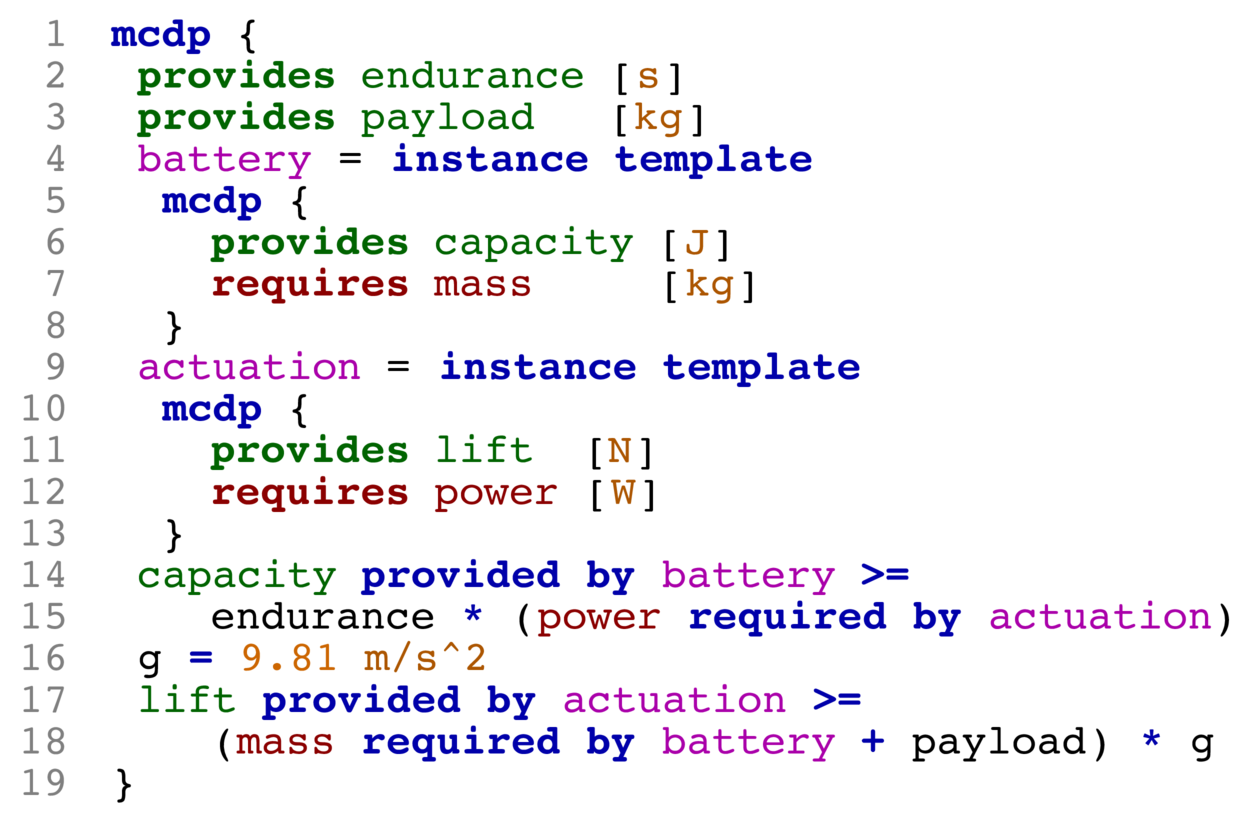 1 mcdp {
2 provides endurance [s]
3 provides payload [kg]
4 battery = instance template
5 mcdp {
6 provides capacity [J]
7 requires mass [kg]
8 }
9 actuation = instance template
10 mcdp {
11 provides lift [N]
12 requires power [W]
13 }
14 capacity provided by battery >=
15 endurance * (power required by actuation)
16 g = 9.81 m/s^2
17 lift provided by actuation >=
18 (mass required by battery + payload) * g
19 }